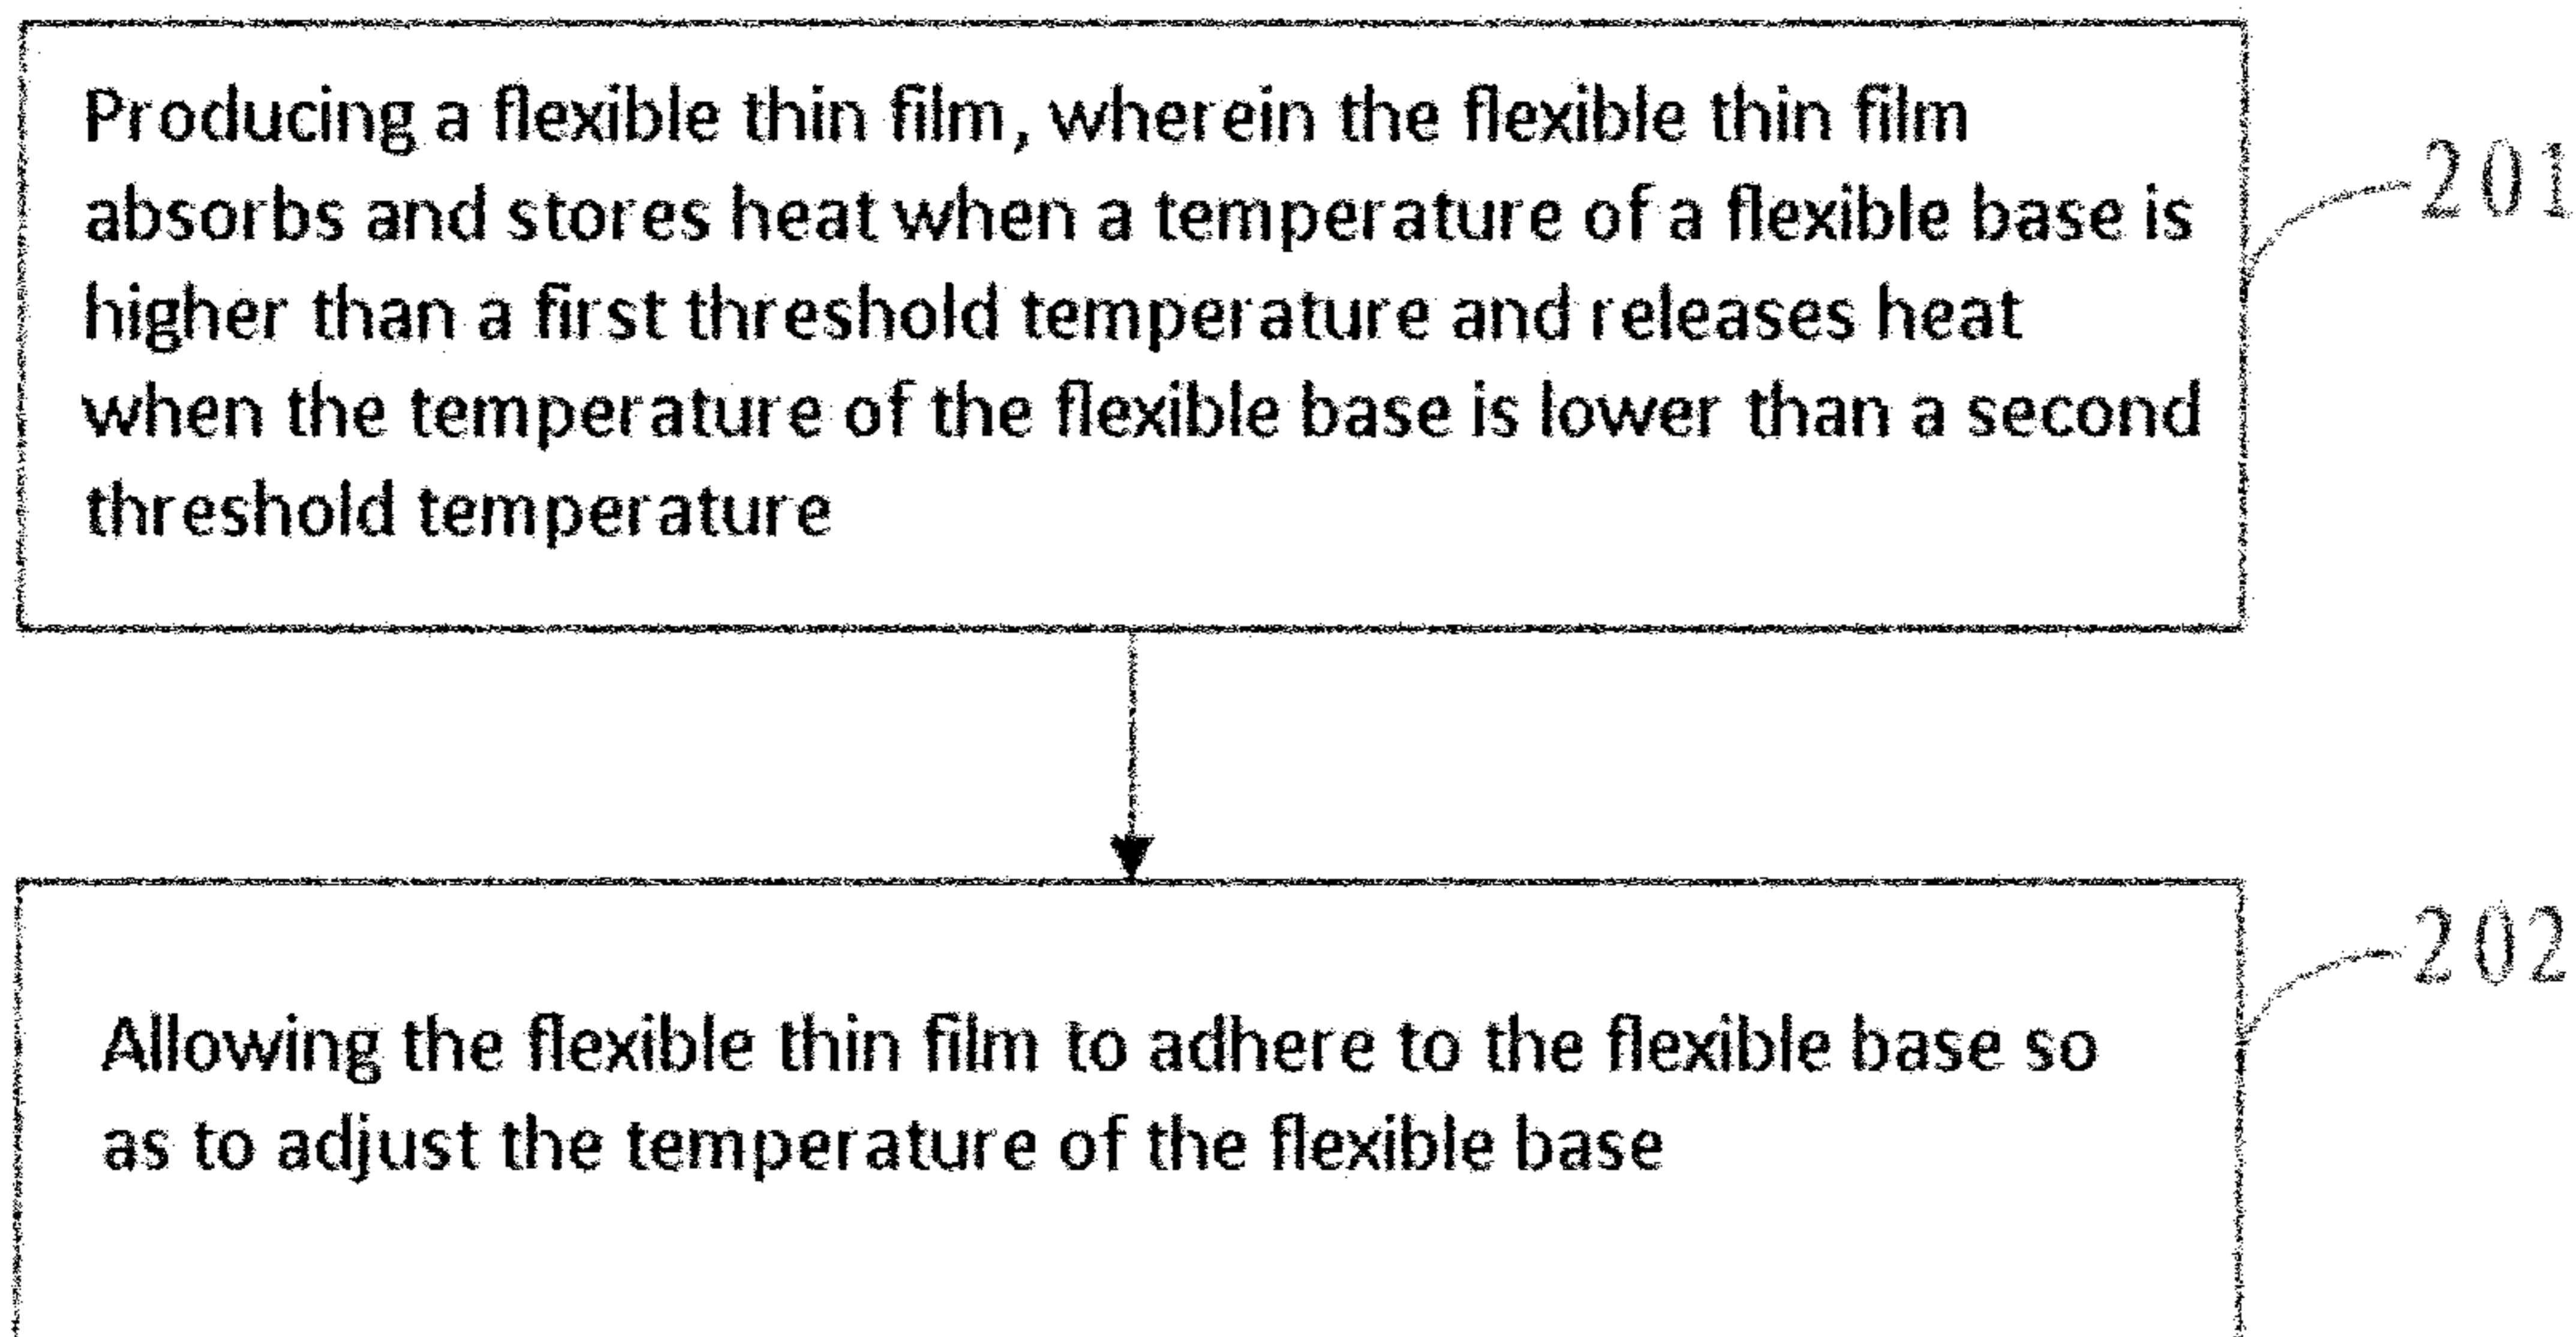 Producing a flexible thin film, wherein the flexible thin film
absorbs and stores heat when a temperature of a flexible base is
higher than a first threshold temperature and releases heat
when the temperature of the flexible base is lower than a second
threshold temperature
201
Allowing the flexible thin film to adhere to the flexible base so
as to adjust the temperature of the flexible base
202